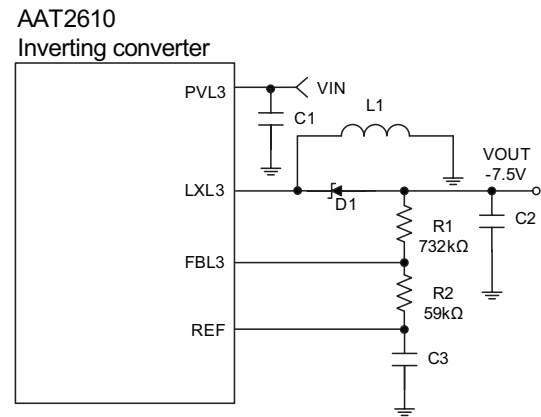 AAT2610
Inverting converter
PVL3
VIN
C1
L1
VOUT
-7.5V
LXL3
D1
C2
R1
732kΩ
FBL3
R2
59kΩ
REF
C3